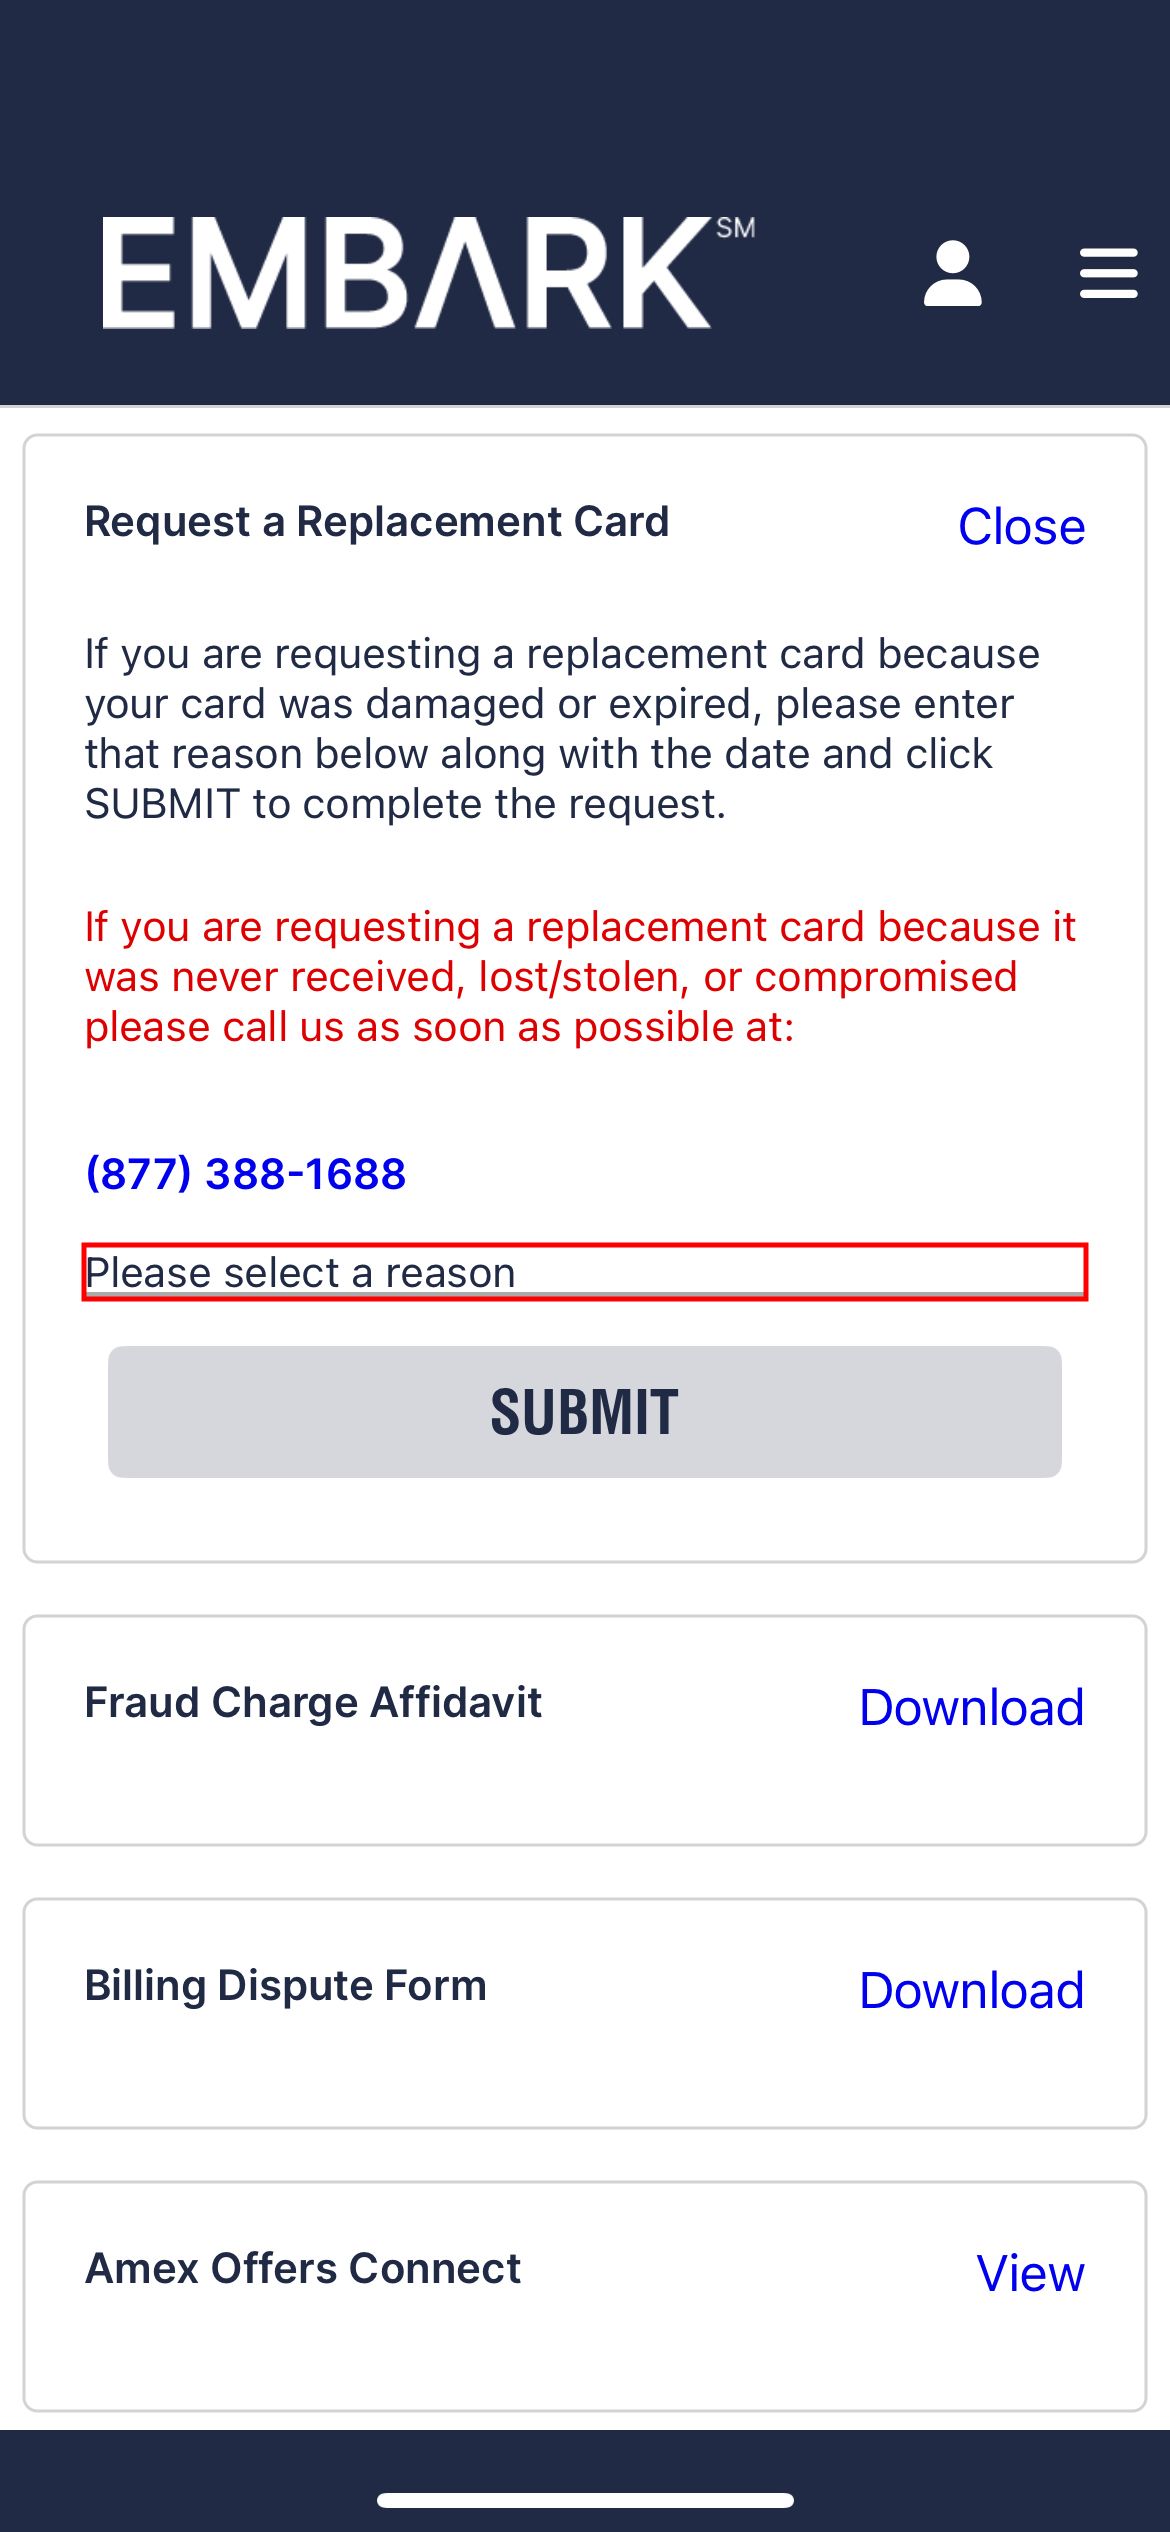 EMBARK℠
Request a Replacement Card
Close
If you are requesting a replacement card because
your card was damaged or expired, please enter
that reason below along with the date and click
SUBMIT to complete the request.
If you are requesting a replacement card because it
was never received, lost/stolen, or compromised
please call us as soon as possible at:
(877) 388-1688
Please select a reason
SUBMIT
Fraud Charge Affidavit
Download
Billing Dispute Form
Download
Amex Offers Connect
View